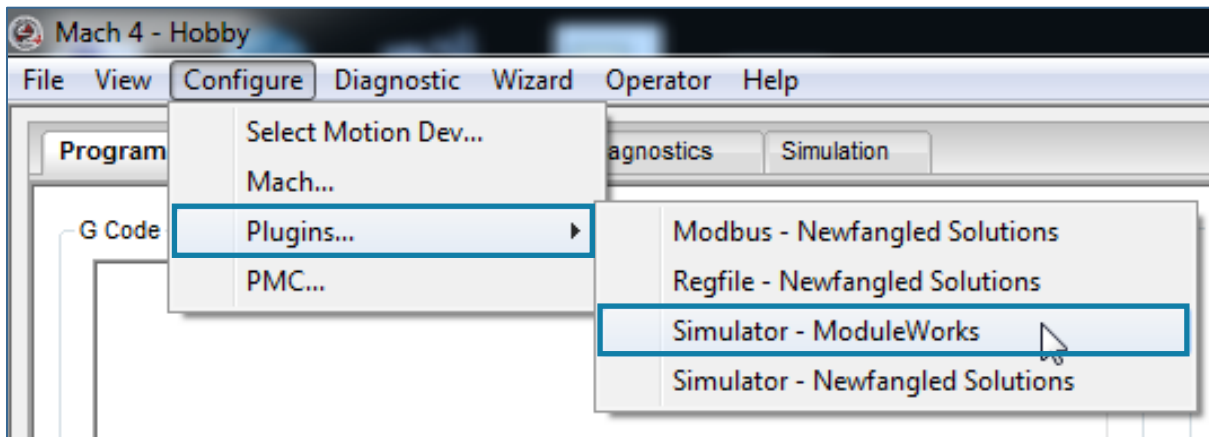 Mach 4 - Hobby
File View Configure Diagnostic Wizard Operator Help
Select Motion Dev...
Program
agnostics Simulation
Mach...
G Code
Plugins...
Modbus - Newfangled Solutions
PMC...
Regfile - Newfangled Solutions
Simulator - ModuleWorks
Simulator - Newfangled Solutions